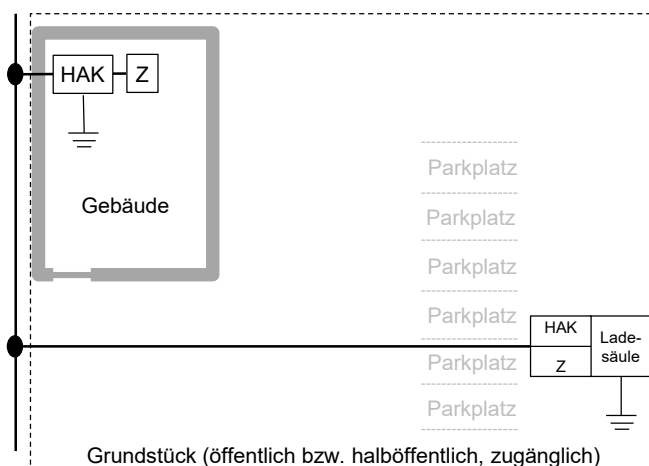 HAK Z
Gebäude
Parkplatz
Parkplatz
Parkplatz
Parkplatz
Parkplatz
Parkplatz
HAK
Z
Lade-
säule
Grundstück (öffentlich bzw. halböffentlich, zugänglich)